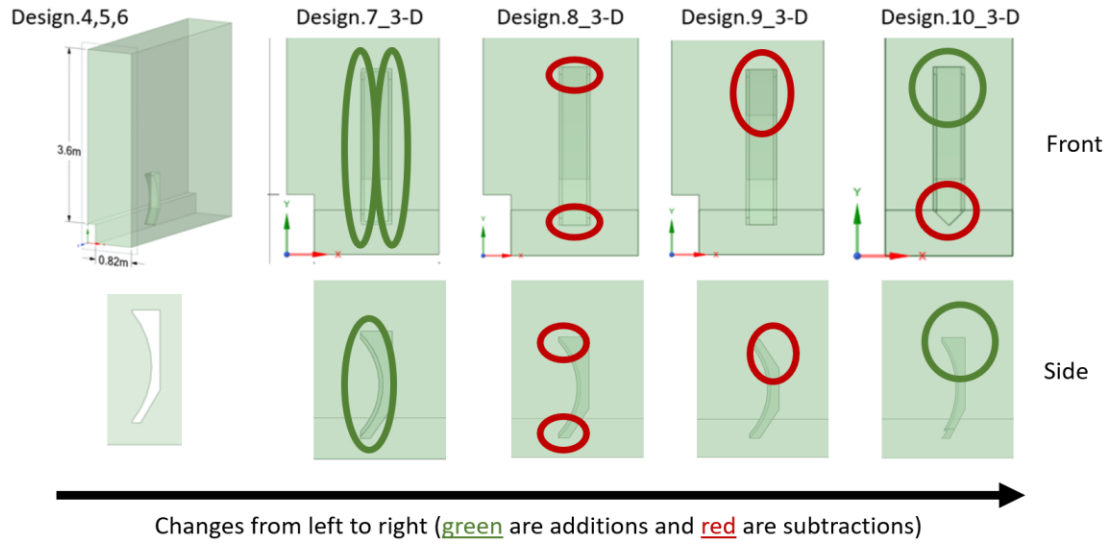 Design.4,5,6
Design.7_3-D
Design.8_3-D
Design.9_3-D
Design.10_3-D
3.6m
0.82m
Y
X
Y
X
Y
X
Y
X
Front
Side
Changes from left to right (green are additions and red are subtractions)